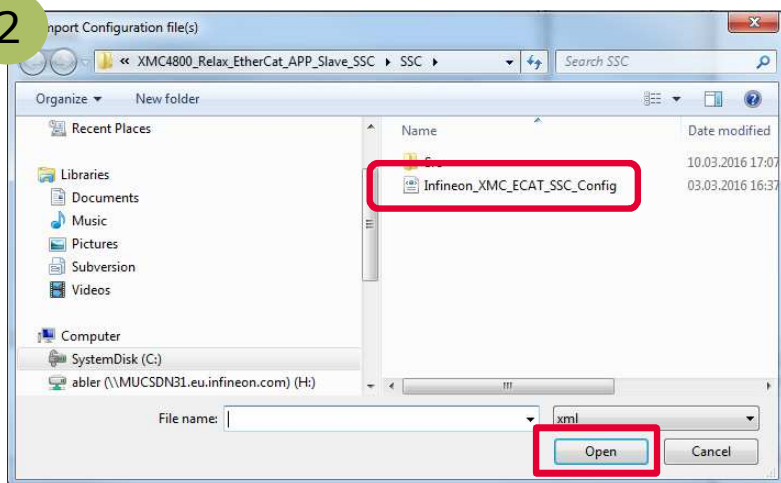 2
mport Configuration file(s)
« XMC4800_Relax_EtherCat_APP_Slave_SSC ▸ SSC ▸
Search SSC
Organize
New folder
Recent Places
Libraries
Documents
Music
Pictures
Subversion
Videos
Computer
SystemDisk (C:)
abler (\\MUCSDN31.eu.infineon.com) (H:)
Name
Date modified
10.03.2016 17:07
Infineon_XMC_ECAT_SSC_Config
03.03.2016 16:37
File name:
xml
Open
Cancel